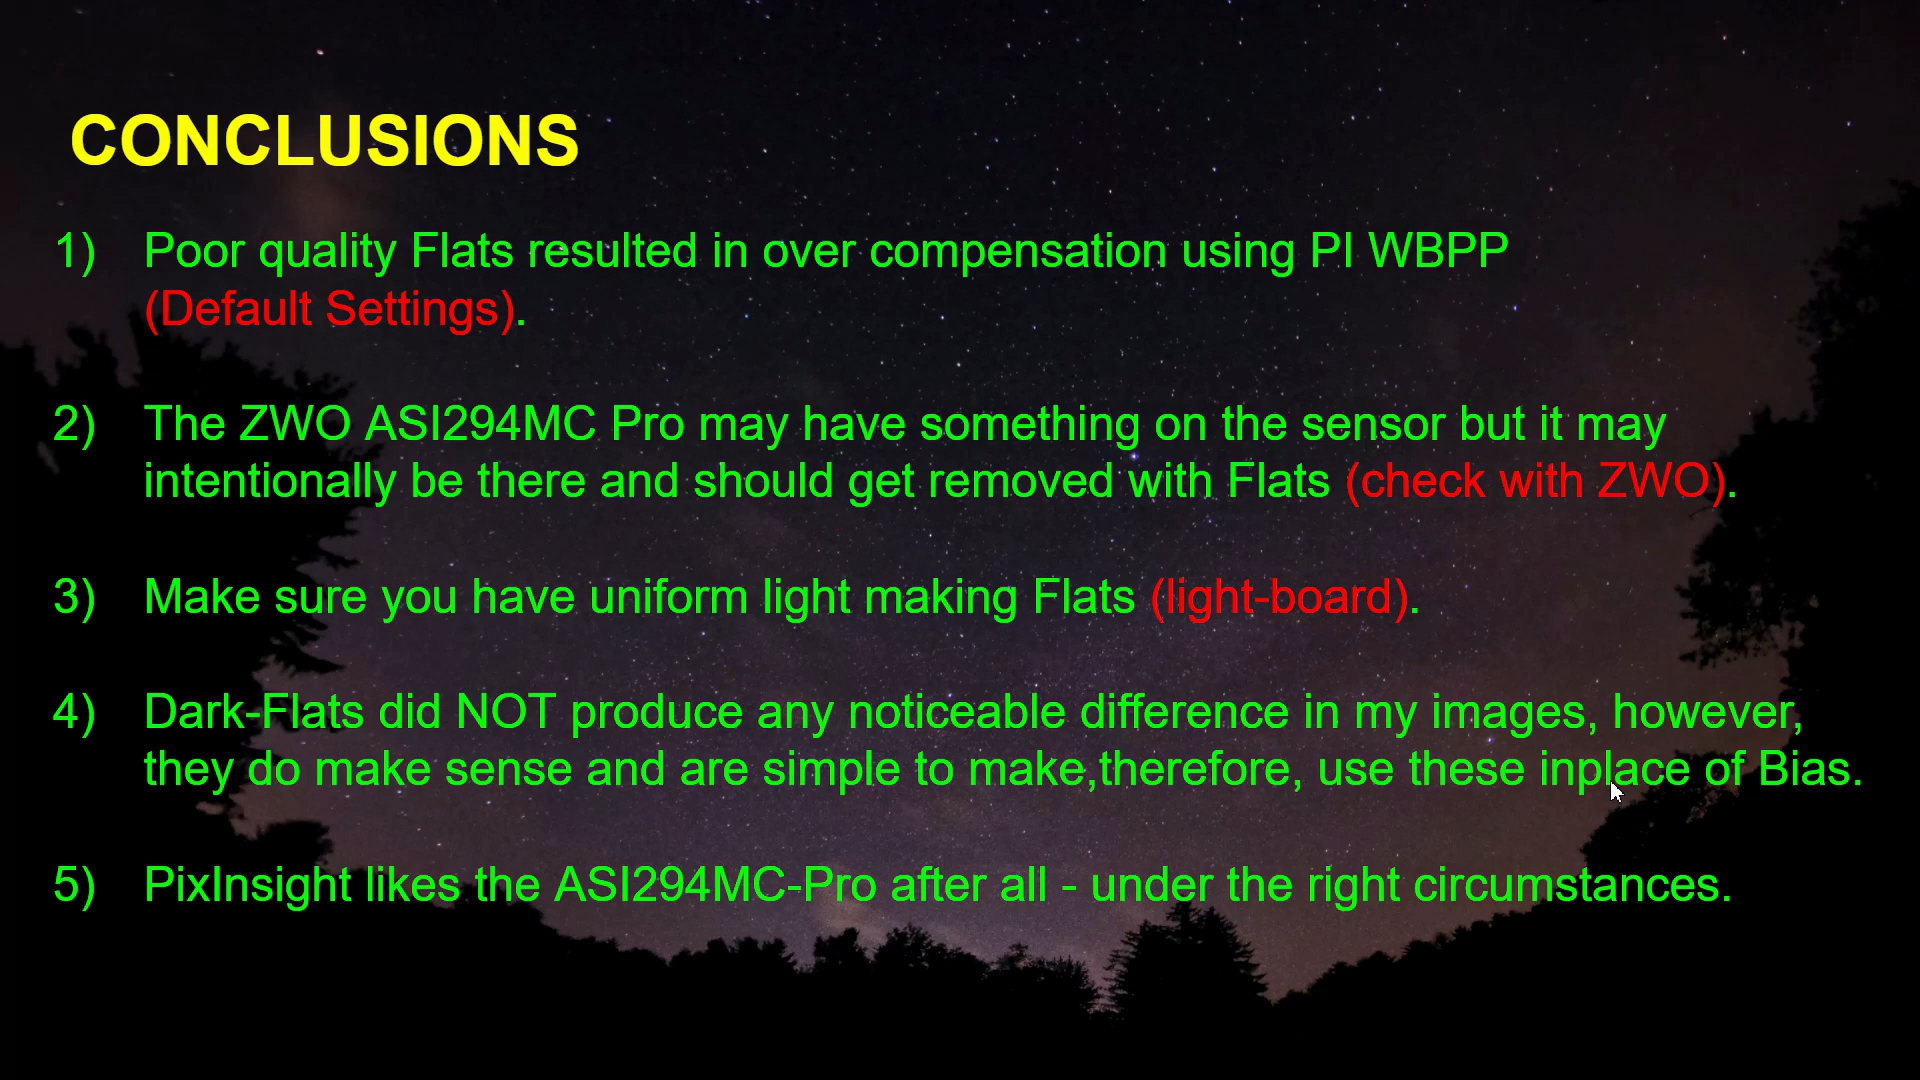 CONCLUSIONS
1) Poor quality Flats resulted in over compensation using PI WBPP
(Default Settings).
2) The ZWO ASI294MC Pro may have something on the sensor but it may
intentionally be there and should get removed with Flats (check with ZWO).
3) Make sure you have uniform light making Flats (light-board).
4) Dark-Flats did NOT produce any noticeable difference in my images, however,
they do make sense and are simple to make,therefore, use these inplace of Bias.
5) PixInsight likes the ASI294MC-Pro after all - under the right circumstances.